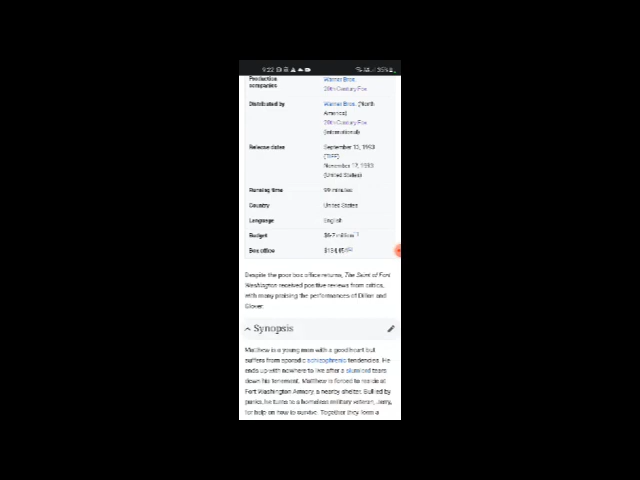 9:22
Production
companies
Warner Bros.
20th Century Fox
Distributed by
Warner Bros. (North
America)
20th Century Fox
(International)
Release dates
September 13, 1993
(TIFF)
November 17, 1993
(United States)
Running time
99 minutes
Country
United States
Language
English
Budget
million
Box office
Despite the poor box office returns, The Saint of Fort
Washington received positive reviews from critics,
with many praising the performances of Dillon and
Glover.
Synopsis
Matthew is a young man with a good heart but
suffers from sporadic schizophrenic tendencies. He
ends up with nowhere to live after a slumlord tears
down his tenement. Matthew is forced to reside at
Fort Washington Armory, a nearby shelter. Bullied by
punks, he turns to a homeless military veteran, Jerry,
for help on how to survive. Together they form a